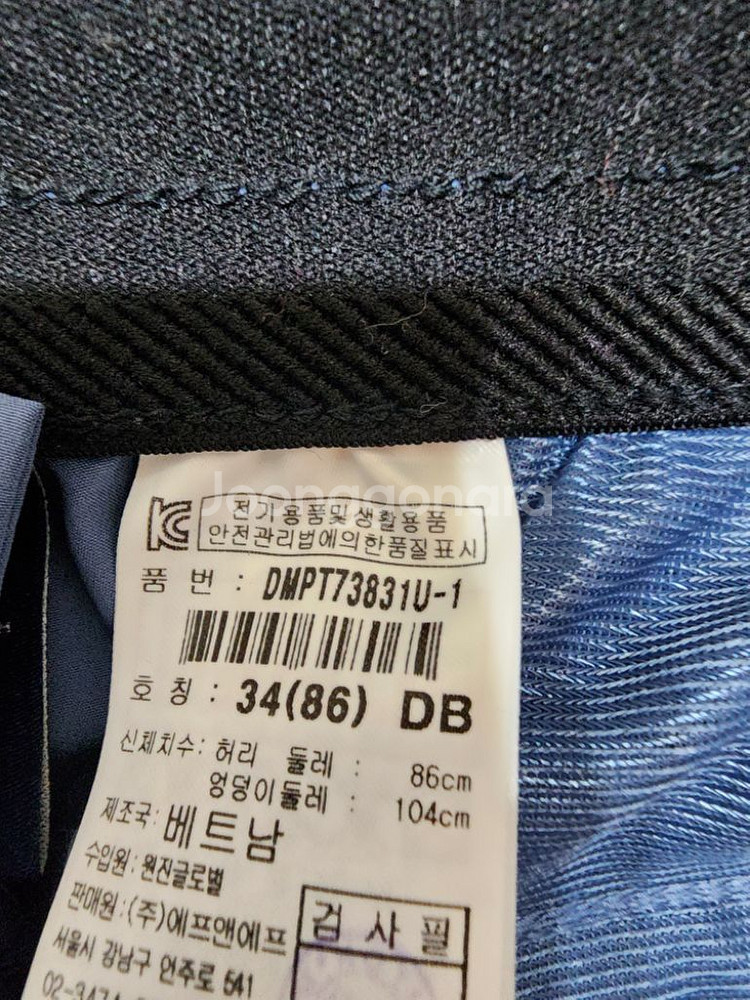 Joonggonara
전기용품및생활용품
안전관리법에의한품질표시
품 번 : DMPT73831U-1
호 칭 : 34(86) DB
신체치수: 허리 둘레 : 86cm
엉덩이둘레 : 104cm
제조국: 베트남
수입원: 원진글로벌
판매원:(주)에프앤에프
서울시 강남구 언주로 541
검 사 필